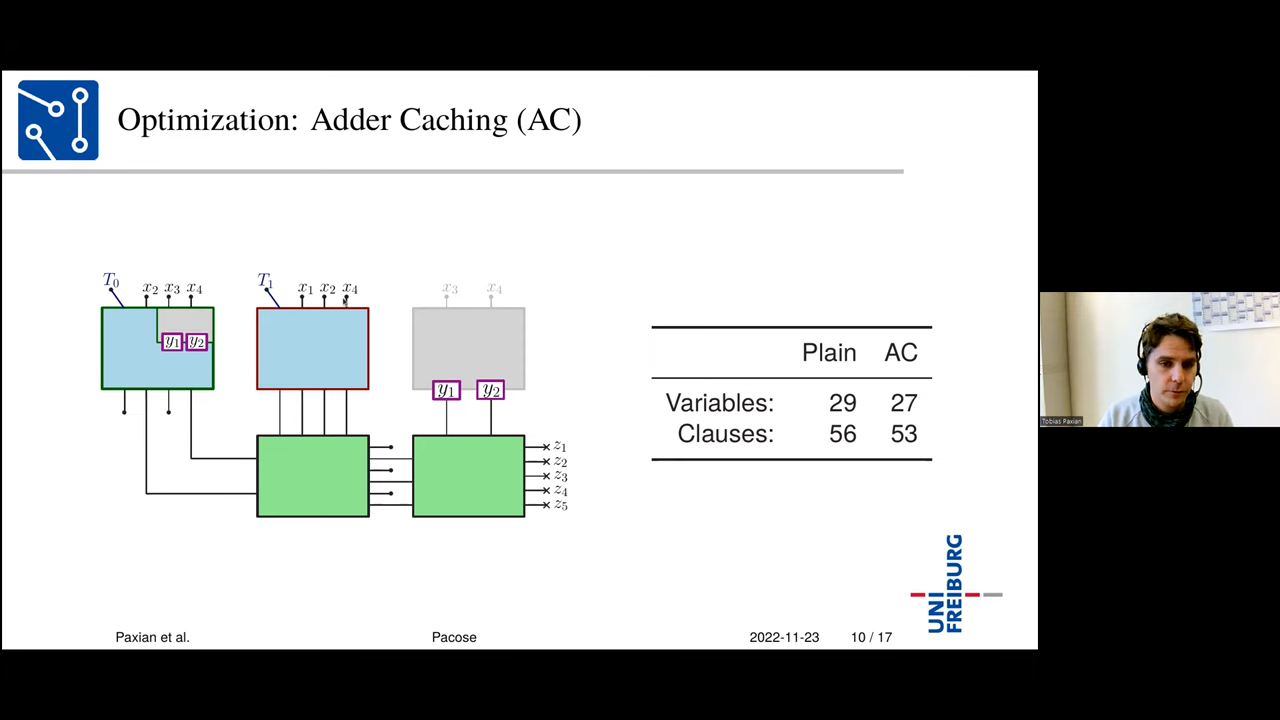 Optimization: Adder Caching (AC)
T0 x2 x3 x4 T1 x1 x2 x4 x3 x4
y1 y2
y1 y2
z1
z2
z3
z4
z5
Plain AC
Variables: 29 27
Clauses: 56 53
UNI
FREIBURG
Paxian et al. Pacose 2022-11-23 10 / 17
Tobias Paxian